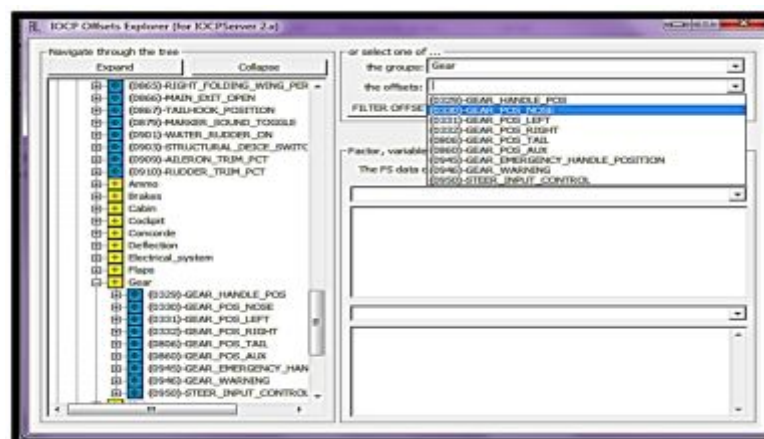 IOCP Offsets Explorer (for IOCPServer 2.x)
Navigate through the tree
Expand
Collapse
(0865)-RIGHT_FOLDING_WING_PER
(0866)-MAIN_EXIT_OPEN
(0867)-TAILHOOK_POSITION
(0879)-MARKER_SOUND_TOGGLE
(0901)-WATER_RUDDER_ON
(0903)-STRUCTURAL_DEICE_SWITC
(0909)-AILERON_TRIM_PCT
(0910)-RUDDER_TRIM_PCT
Ammo
Brakes
Cabin
Cockpit
Concorde
Deflection
Electrical_system
Flaps
Gear
(0329)-GEAR_HANDLE_POS
(0330)-GEAR_POS_NOSE
(0331)-GEAR_POS_LEFT
(0332)-GEAR_POS_RIGHT
(0806)-GEAR_POS_TAIL
(0860)-GEAR_POS_AUX
(0945)-GEAR_EMERGENCY_HAN
(0946)-GEAR_WARNING
(0950)-STEER_INPUT_CONTROL
or select one of ...
the groups: Gear
the offsets:
FILTER OFFSE
(0329)-GEAR_HANDLE_POS
(0330)-GEAR_POS_NOSE
(0331)-GEAR_POS_LEFT
(0332)-GEAR_POS_RIGHT
(0806)-GEAR_POS_TAIL
(0860)-GEAR_POS_AUX
(0945)-GEAR_EMERGENCY_HANDLE_POSITION
(0946)-GEAR_WARNING
(0950)-STEER_INPUT_CONTROL
Factor, variable
The FS data